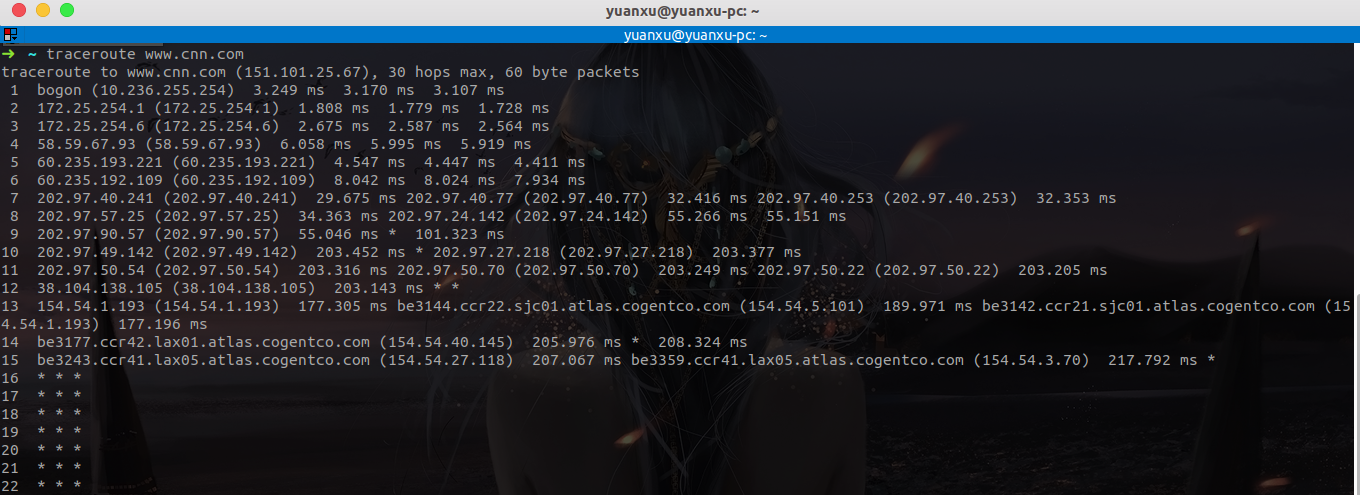 yuanxu@yuanxu-pc: ~
yuanxu@yuanxu-pc: ~
➜ ~ traceroute www.cnn.com
traceroute to www.cnn.com (151.101.25.67), 30 hops max, 60 byte packets
1 bogon (10.236.255.254) 3.249 ms 3.170 ms 3.107 ms
2 172.25.254.1 (172.25.254.1) 1.808 ms 1.779 ms 1.728 ms
3 172.25.254.6 (172.25.254.6) 2.675 ms 2.587 ms 2.564 ms
4 58.59.67.93 (58.59.67.93) 6.058 ms 5.995 ms 5.919 ms
5 60.235.193.221 (60.235.193.221) 4.547 ms 4.447 ms 4.411 ms
6 60.235.192.109 (60.235.192.109) 8.042 ms 8.024 ms 7.934 ms
7 202.97.40.241 (202.97.40.241) 29.675 ms 202.97.40.77 (202.97.40.77) 32.416 ms 202.97.40.253 (202.97.40.253) 32.353 ms
8 202.97.57.25 (202.97.57.25) 34.363 ms 202.97.24.142 (202.97.24.142) 55.266 ms 55.151 ms
9 202.97.90.57 (202.97.90.57) 55.046 ms * 101.323 ms
10 202.97.49.142 (202.97.49.142) 203.452 ms * 202.97.27.218 (202.97.27.218) 203.377 ms
11 202.97.50.54 (202.97.50.54) 203.316 ms 202.97.50.70 (202.97.50.70) 203.249 ms 202.97.50.22 (202.97.50.22) 203.205 ms
12 38.104.138.105 (38.104.138.105) 203.143 ms * *
13 154.54.1.193 (154.54.1.193) 177.305 ms be3144.ccr22.sjc01.atlas.cogentco.com (154.54.5.101) 189.971 ms be3142.ccr21.sjc01.atlas.cogentco.com (15
4.54.1.193) 177.196 ms
14 be3177.ccr42.lax01.atlas.cogentco.com (154.54.40.145) 205.976 ms * 208.324 ms
15 be3243.ccr41.lax05.atlas.cogentco.com (154.54.27.118) 207.067 ms be3359.ccr41.lax05.atlas.cogentco.com (154.54.3.70) 217.792 ms *
16 * * *
17 * * *
18 * * *
19 * * *
20 * * *
21 * * *
22 * * *